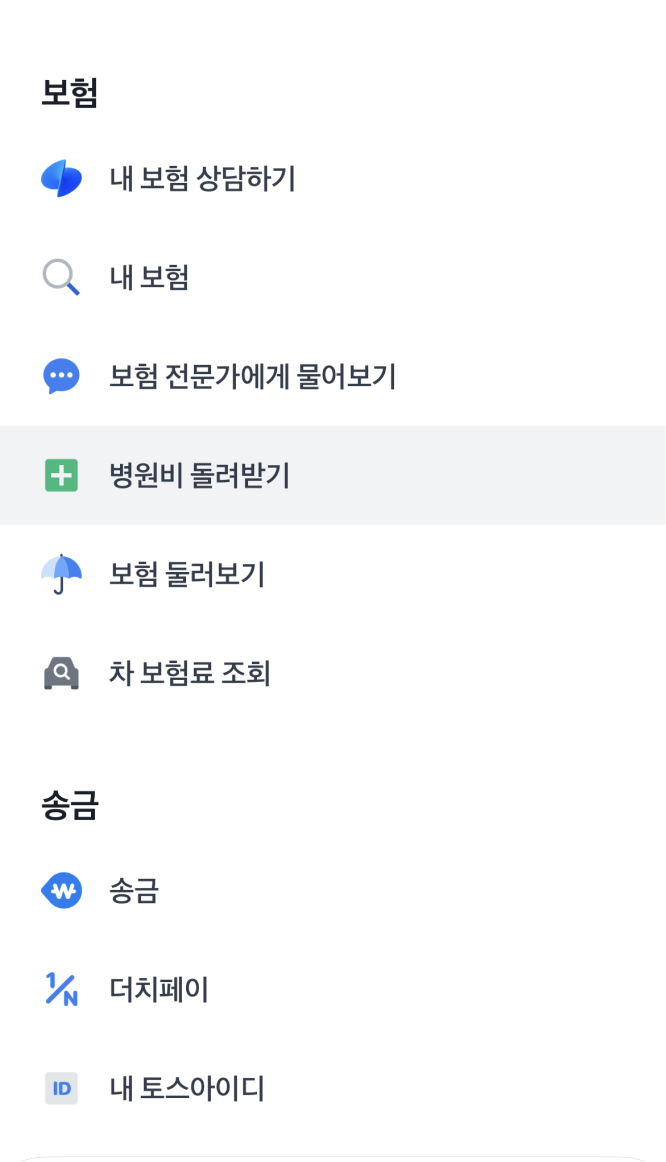 보험
내 보험 상담하기
내 보험
보험 전문가에게 물어보기
병원비 돌려받기
보험 둘러보기
차 보험료 조회
송금
₩ 송금
1/N 더치페이
ID 내 토스아이디